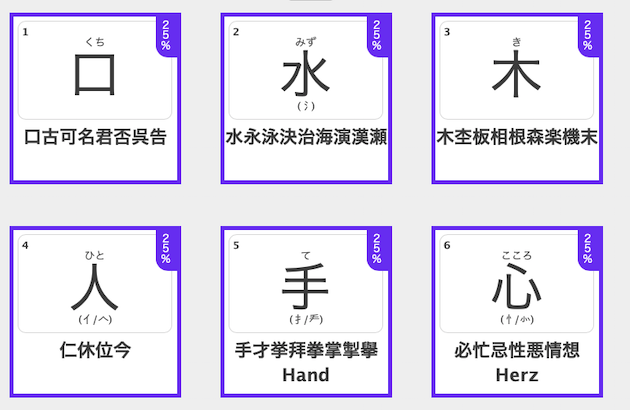 1
25%
くち
口
口古可名君否呉告
2
25%
みず
水
(氵)
水永泳決治海演漢瀬
3
25%
き
木
木杢板相根森楽機末
4
25%
ひと
人
(亻/𠆢)
仁休位今
5
25%
て
手
(扌/龵)
手才挙拜拳掌掣擧
Hand
6
25%
こころ
心
(忄/⺗)
必忙忌性悪情想
Herz